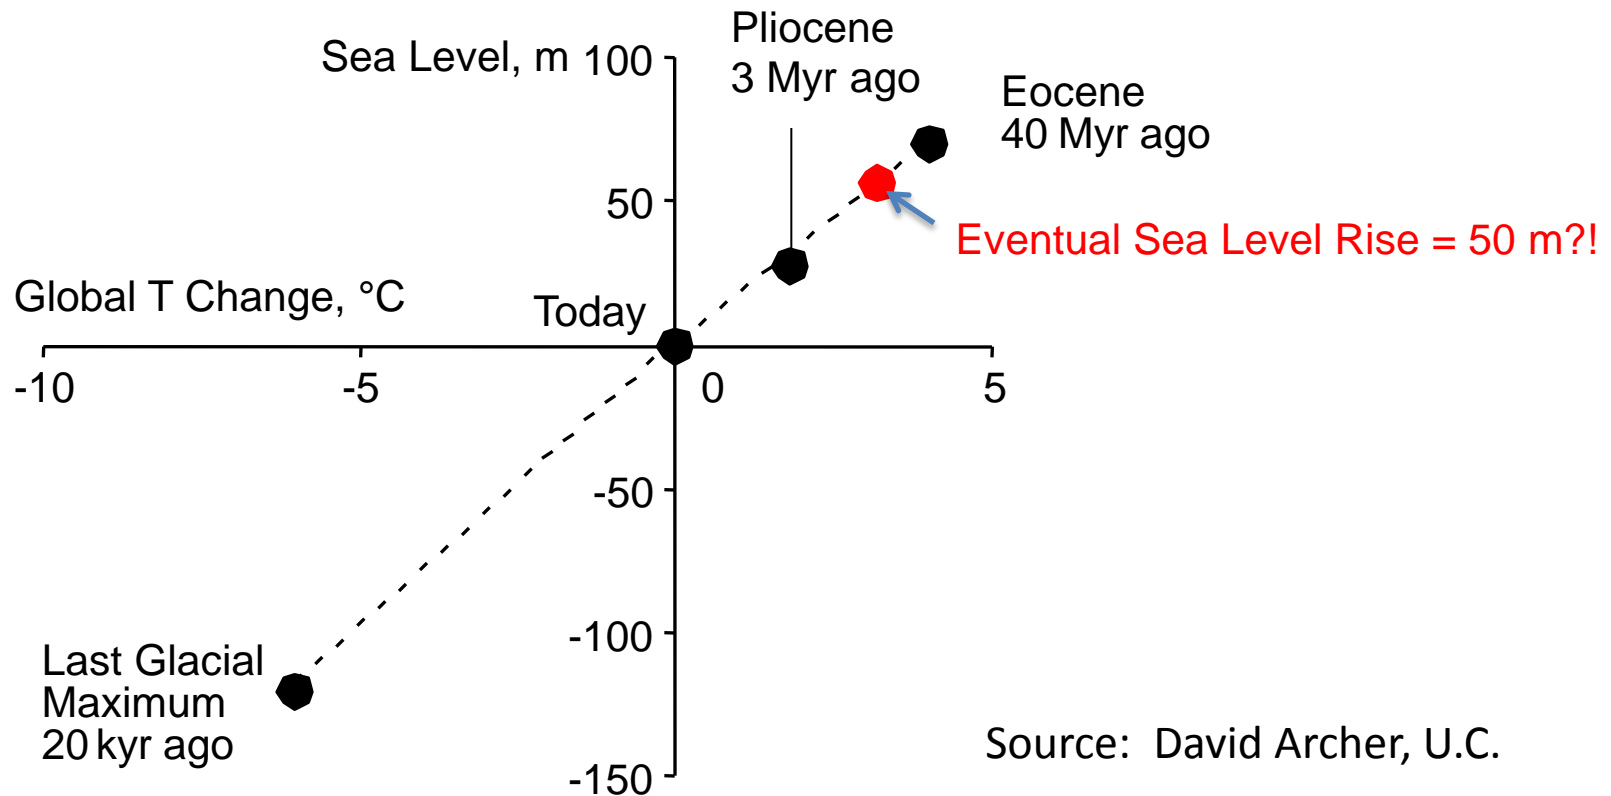 Pliocene
3 Myr ago
Sea Level, m
100
Eocene
40 Myr ago
50
Eventual Sea Level Rise = 50 m?!
Global T Change, °C
Today
-10
-5
0
5
-50
-100
Last Glacial
Maximum
20 kyr ago
Source: David Archer, U.C.
-150